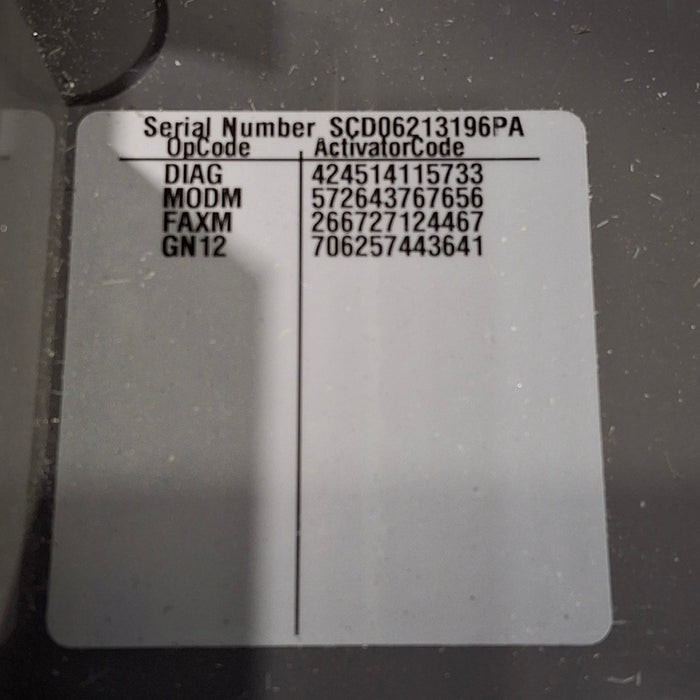 Serial Number SCD06213196PA
OpCode ActivatorCode
DIAG 424514115733
MODM 572643767656
FAXM 266727124467
GN12 706257443641